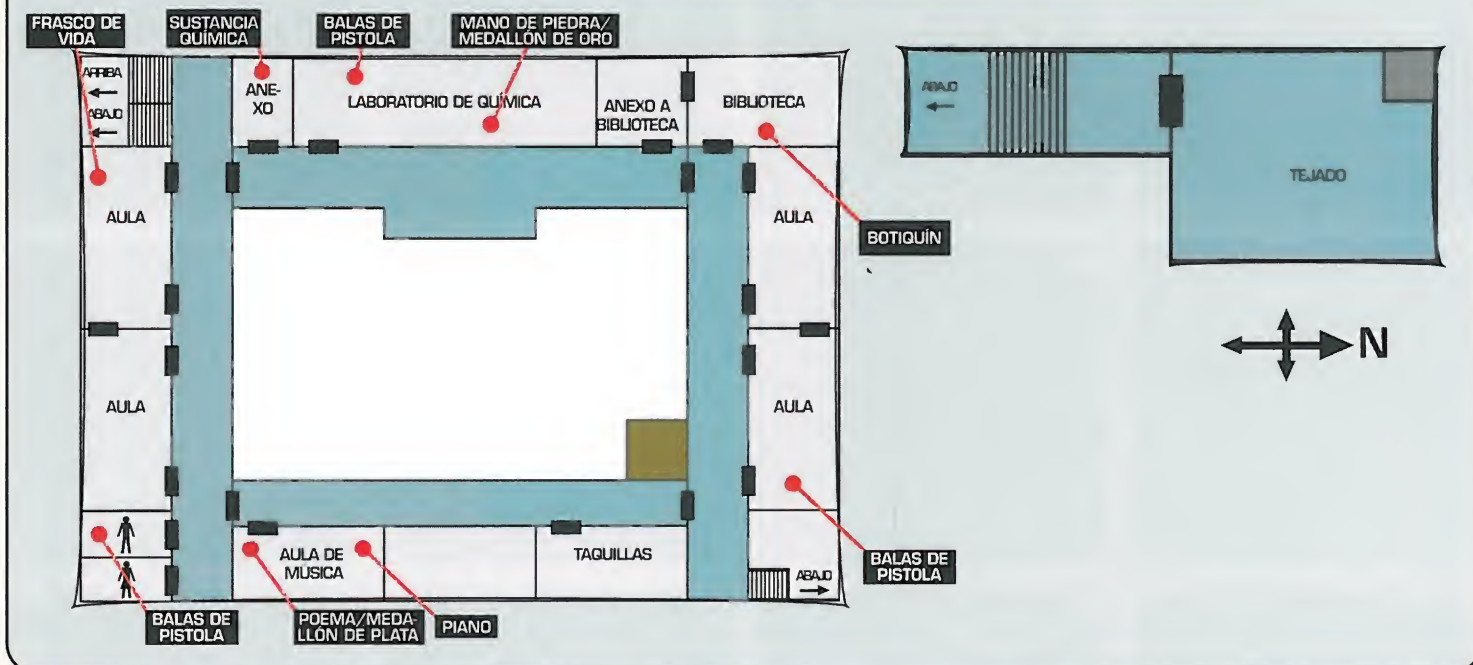 FRASCO DE
VIDA
SUSTANCIA
QUÍMICA
BALAS DE
PISTOLA
MANO DE PIEDRA/
MEDALLÓN DE ORO
ARRIBA
ABAJO
ANE-
XO
LABORATORIO DE QUÍMICA
ANEXO A
BIBLIOTECA
BIBLIOTECA
ABAJO
TEJADO
AULA
AULA
BOTIQUÍN
N
AULA
AULA
AULA DE
MÚSICA
TAQUILLAS
ABAJO
BALAS DE
PISTOLA
BALAS DE
PISTOLA
POEMA/MEDA-
LLÓN DE PLATA
PIANO